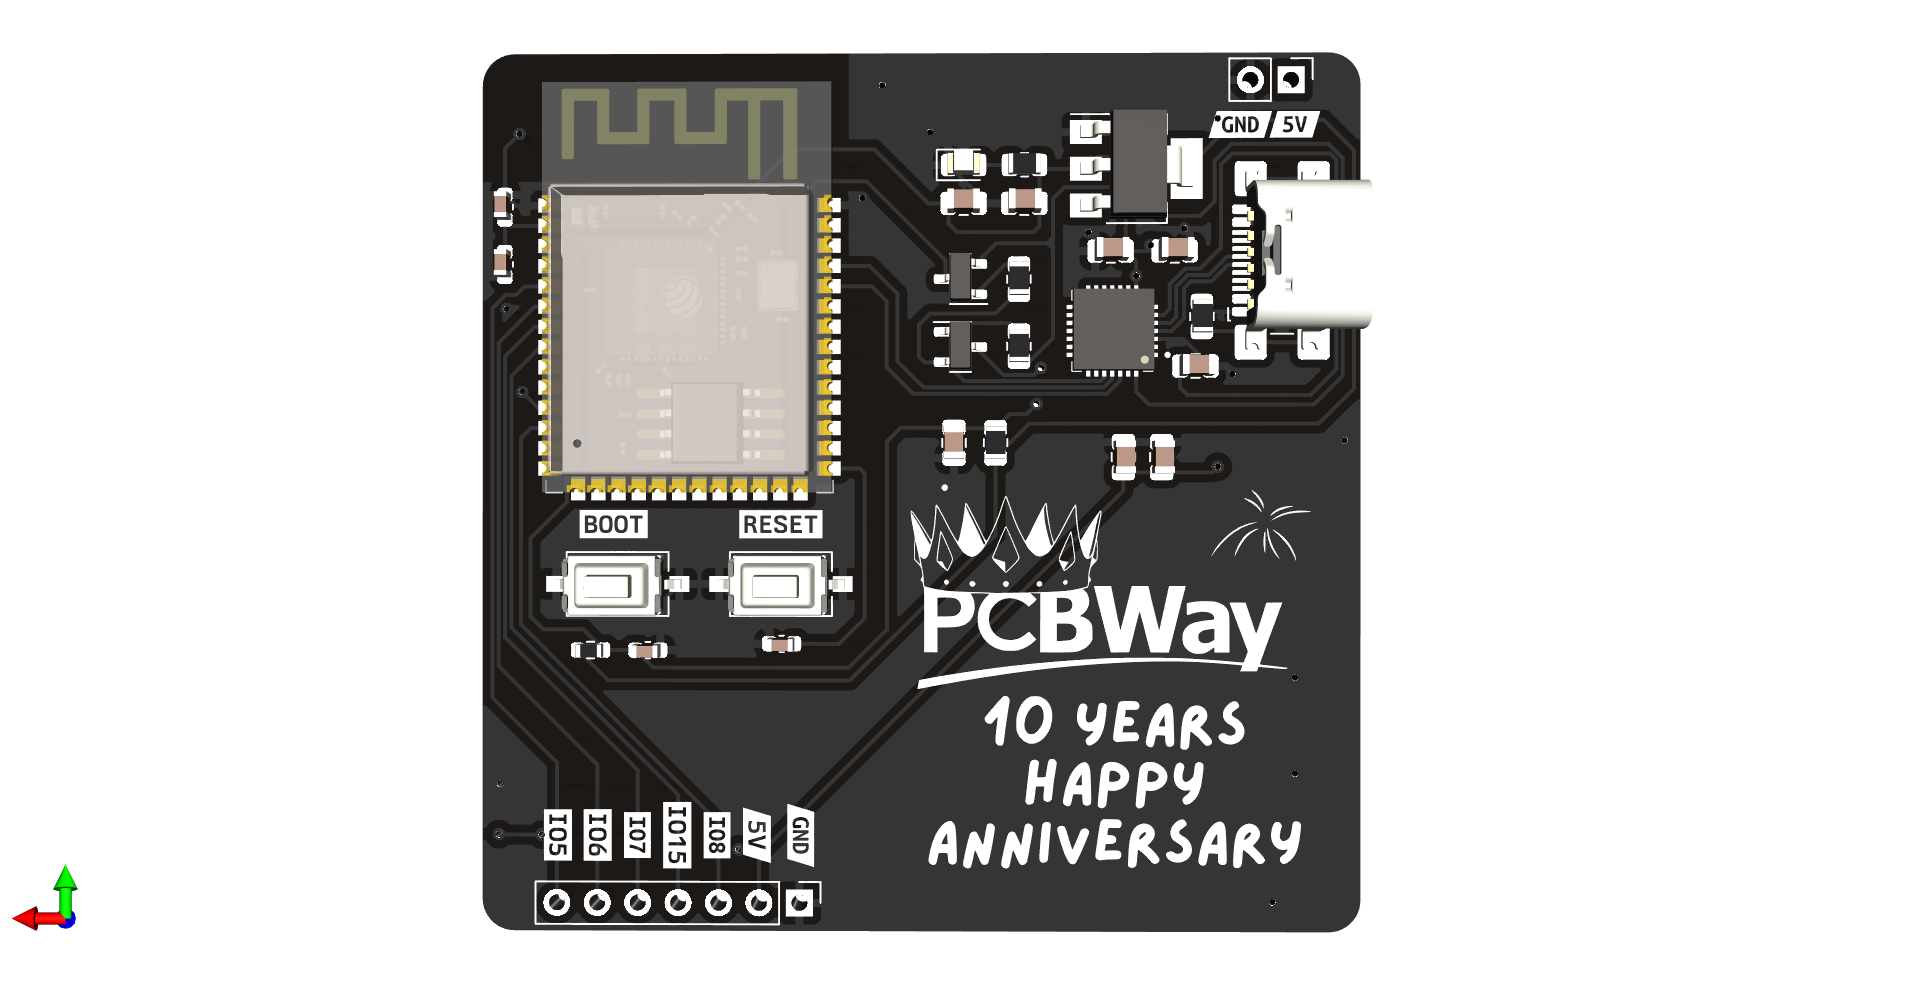 GND 5V
BOOT RESET
PCBWay
10 YEARS
HAPPY
ANNIVERSARY
IO5 IO6 IO7 IO15 IO8 5V GND